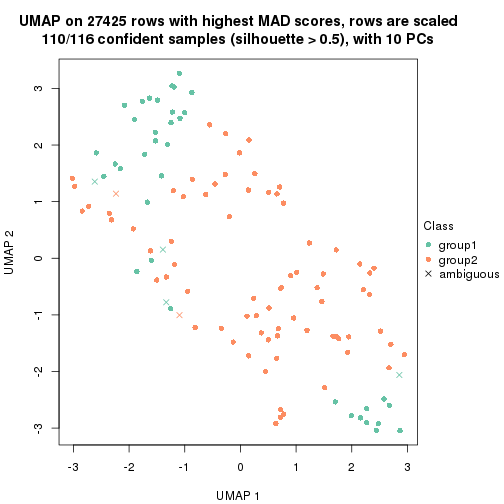 UMAP on 27425 rows with highest MAD scores, rows are scaled
110/116 confident samples (silhouette > 0.5), with 10 PCs
3
2
1
0
-1
-2
-3
UMAP 2
-3 -2 -1 0 1 2 3
UMAP 1
Class
group1
group2
ambiguous